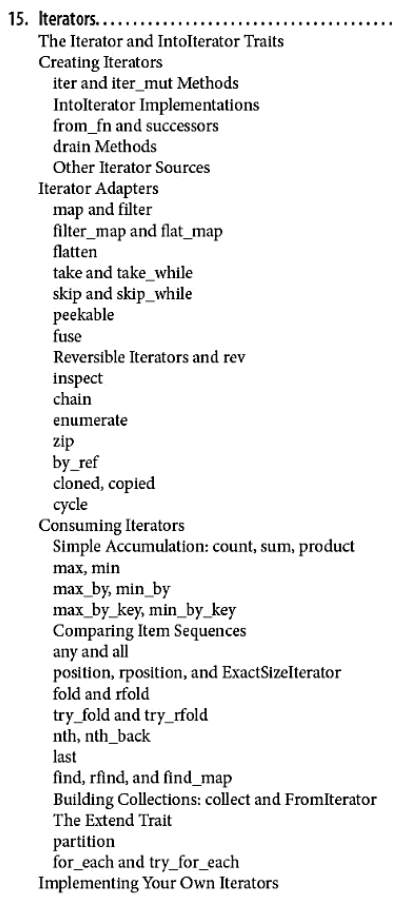 15. Iterators. . . . . . . . . . . . . . . . . . . . . . . . . . . . . . . . . . . . . . . .
The Iterator and IntoIterator Traits
Creating Iterators
iter and iter_mut Methods
IntoIterator Implementations
from_fn and successors
drain Methods
Other Iterator Sources
Iterator Adapters
map and filter
filter_map and flat_map
flatten
take and take_while
skip and skip_while
peekable
fuse
Reversible Iterators and rev
inspect
chain
enumerate
zip
by_ref
cloned, copied
cycle
Consuming Iterators
Simple Accumulation: count, sum, product
max, min
max_by, min_by
max_by_key, min_by_key
Comparing Item Sequences
any and all
position, rposition, and ExactSizeIterator
fold and rfold
try_fold and try_rfold
nth, nth_back
last
find, rfind, and find_map
Building Collections: collect and FromIterator
The Extend Trait
partition
for_each and try_for_each
Implementing Your Own Iterators